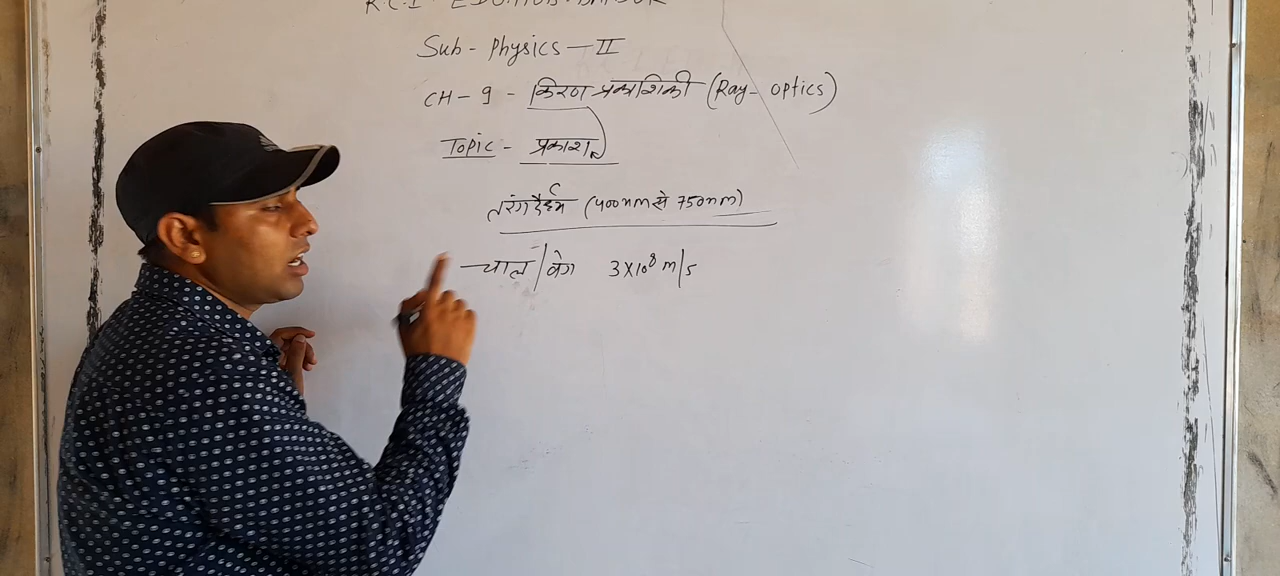 R.C.I
Sub - Physics - II
CH - 9 - किरण प्रकाशिकी (Ray - optics)
Topic - प्रकाश
तरंगदैर्ध्य (400nm से 750nm)
चाल/वेग 3×10⁸ m/s